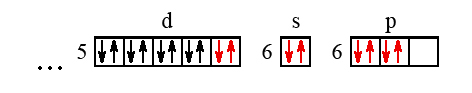 d s p
... 5 ↓↑ ↓↑ ↓↑ ↓↑ ↓↑ 6 ↓↑ 6 ↓↑ ↓↑